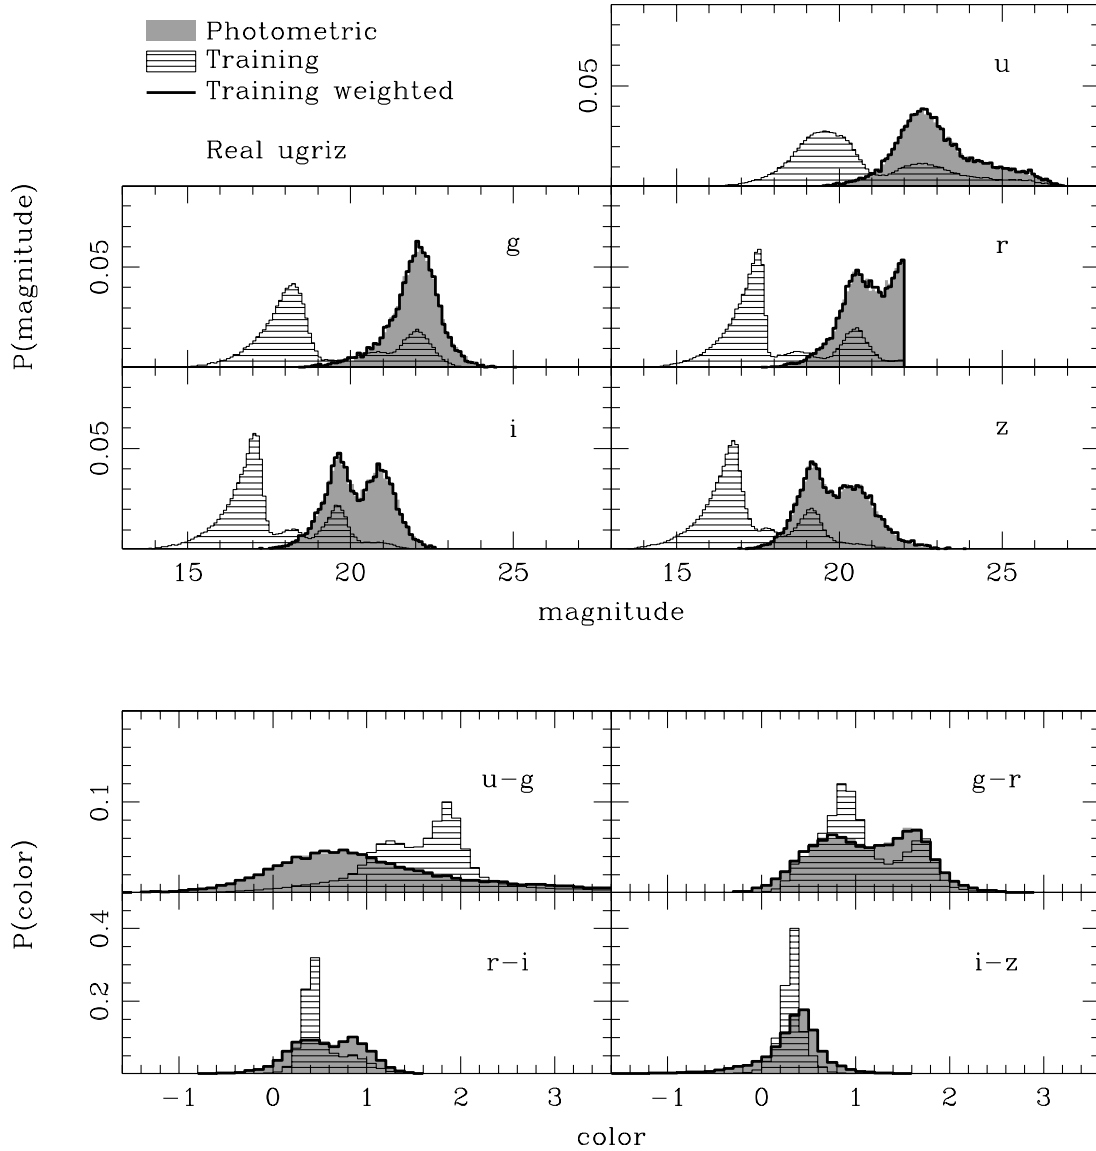 Photometric
Training
Training weighted
Real ugriz
u
0.05
P(magnitude)
g
0.05
r
i
0.05
z
15 20 25 15 20 25
magnitude
u-g
0.1
g-r
P(color)
r-i
0.4
0.2
i-z
-1 0 1 2 3 -1 0 1 2 3
color